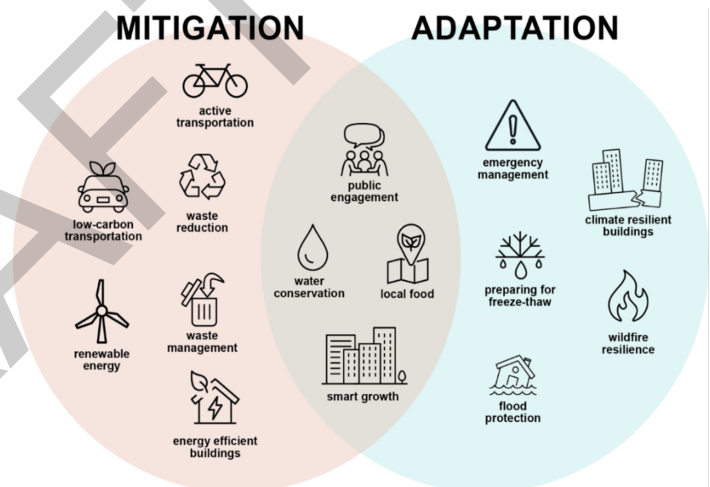 MITIGATION
ADAPTATION
active
transportation
low-carbon
transportation
waste
reduction
renewable
energy
waste
management
energy efficient
buildings
public
engagement
water
conservation
local food
smart growth
emergency
management
climate resilient
buildings
preparing for
freeze-thaw
wildfire
resilience
flood
protection